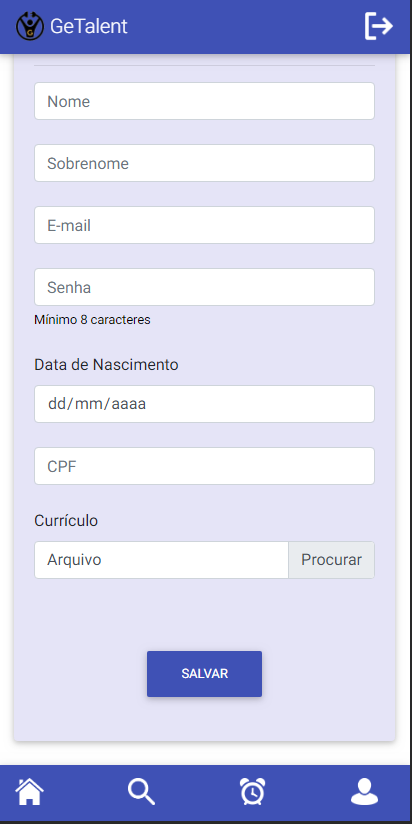 GeTalent
Nome
Sobrenome
E-mail
Senha
Mínimo 8 caracteres
Data de Nascimento
dd/mm/aaaa
CPF
Currículo
Arquivo Procurar
SALVAR